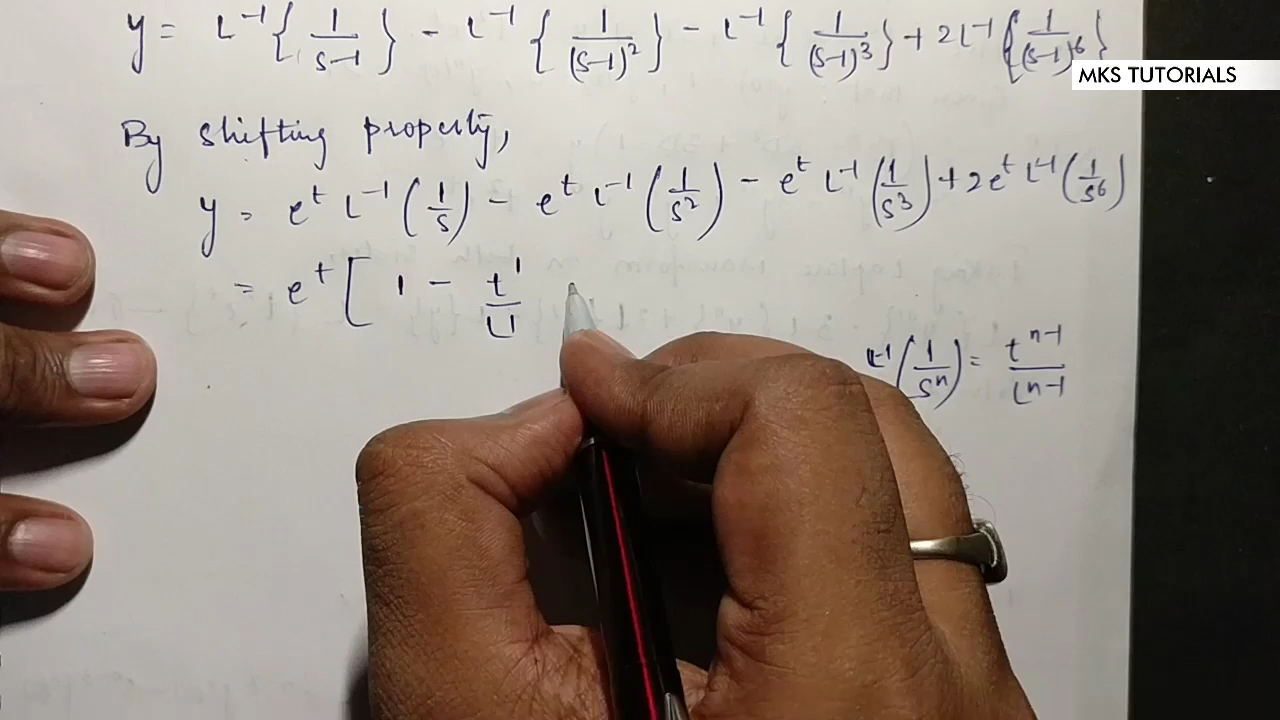 y = L⁻¹{1/(s-1)} - L⁻¹{1/(s-1)²} - L⁻¹{1/(s-1)³} + 2L⁻¹{1/(s-1)⁶}
MKS TUTORIALS
By shifting property,
y = eᵗ L⁻¹(1/s) - eᵗ L⁻¹(1/s²) - eᵗ L⁻¹(1/s³) + 2eᵗ L⁻¹(1/s⁶)
= eᵗ [ 1 - t¹/∟1
L⁻¹(1/sⁿ) = tⁿ⁻¹/∟n-1